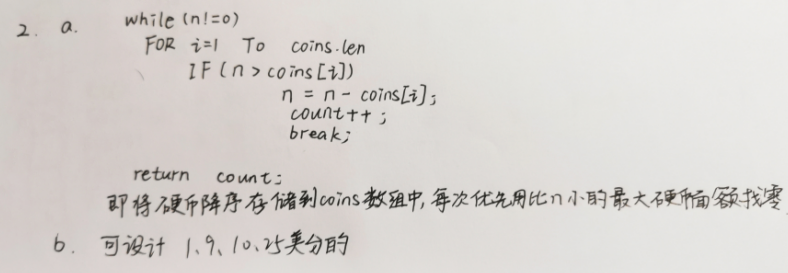 2. a. while (n!=0)
FOR i=1 To coins.len
IF (n > coins[i])
n = n - coins[i];
count++;
break;
return count;
即将硬币降序存储到coins数组中,每次优先用比n小的最大硬币面额找零
b. 可设计 1、9、10、25美分的